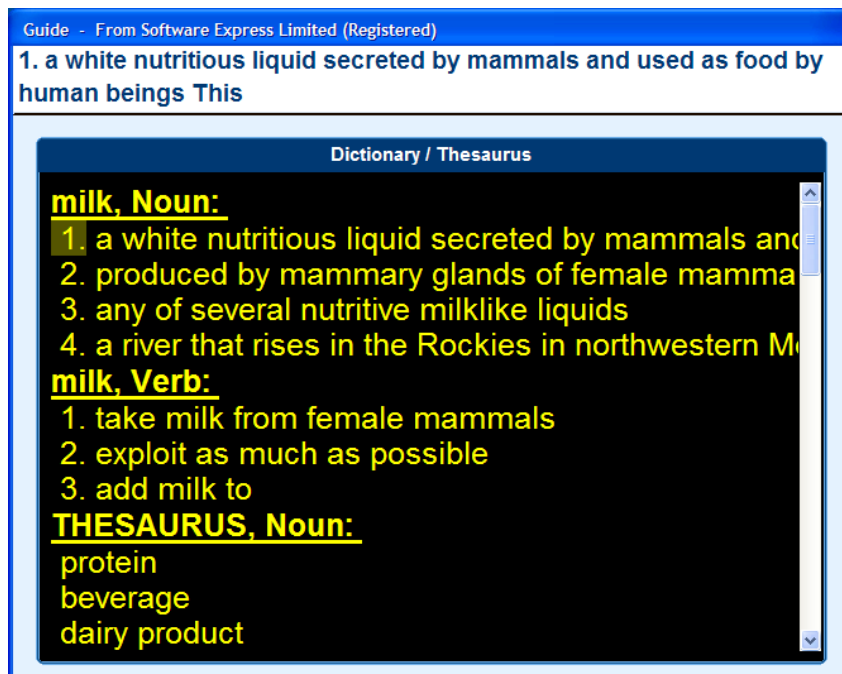 Guide - From Software Express Limited (Registered)
1. a white nutritious liquid secreted by mammals and used as food by
human beings This
Dictionary / Thesaurus
milk, Noun:
1. a white nutritious liquid secreted by mammals and
2. produced by mammary glands of female mamma
3. any of several nutritive milklike liquids
4. a river that rises in the Rockies in northwestern M
milk, Verb:
1. take milk from female mammals
2. exploit as much as possible
3. add milk to
THESAURUS, Noun:
protein
beverage
dairy product